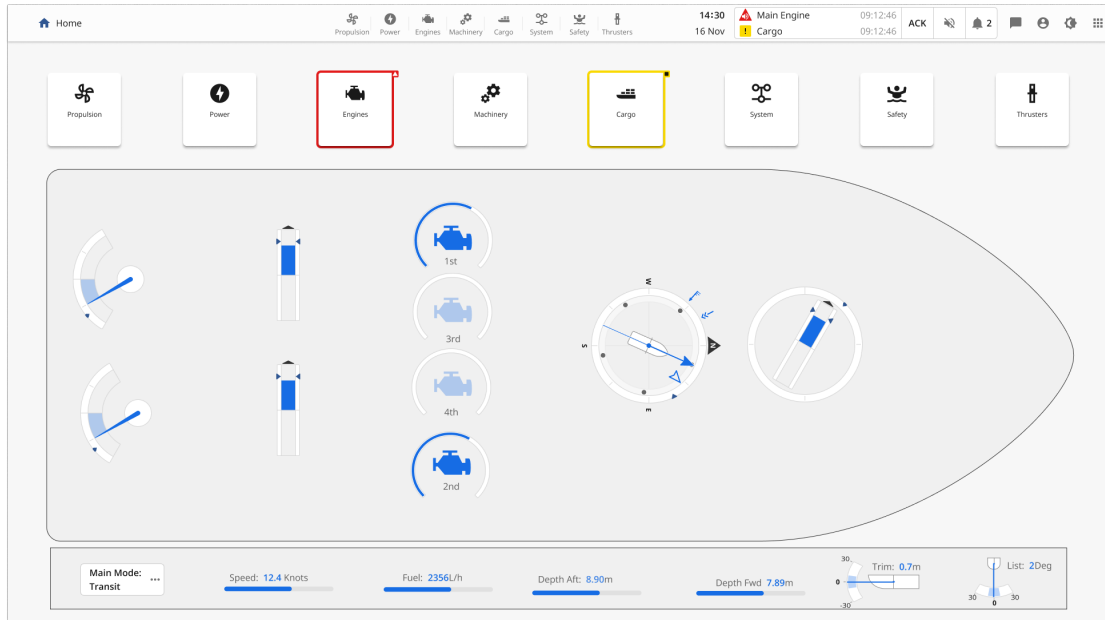 Home
Propulsion Power Engines Machinery Cargo System Safety Thrusters
14:30
16 Nov
Main Engine 09:12:46
! Cargo 09:12:46
ACK
2
Propulsion
Power
Engines
Machinery
Cargo
System
Safety
Thrusters
1st
3rd
4th
2nd
W
S
N
E
Main Mode:
Transit
...
Speed: 12.4 Knots
Fuel: 2356L/h
Depth Aft: 8.90m
Depth Fwd 7.89m
30
0
-30
Trim: 0.7m
30
0
30
List: 2Deg